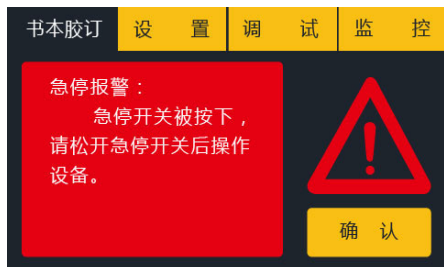 书本胶订 设 置 调 试 监 控
急停报警：
急停开关被按下，
请松开急停开关后操作
设备。
确 认